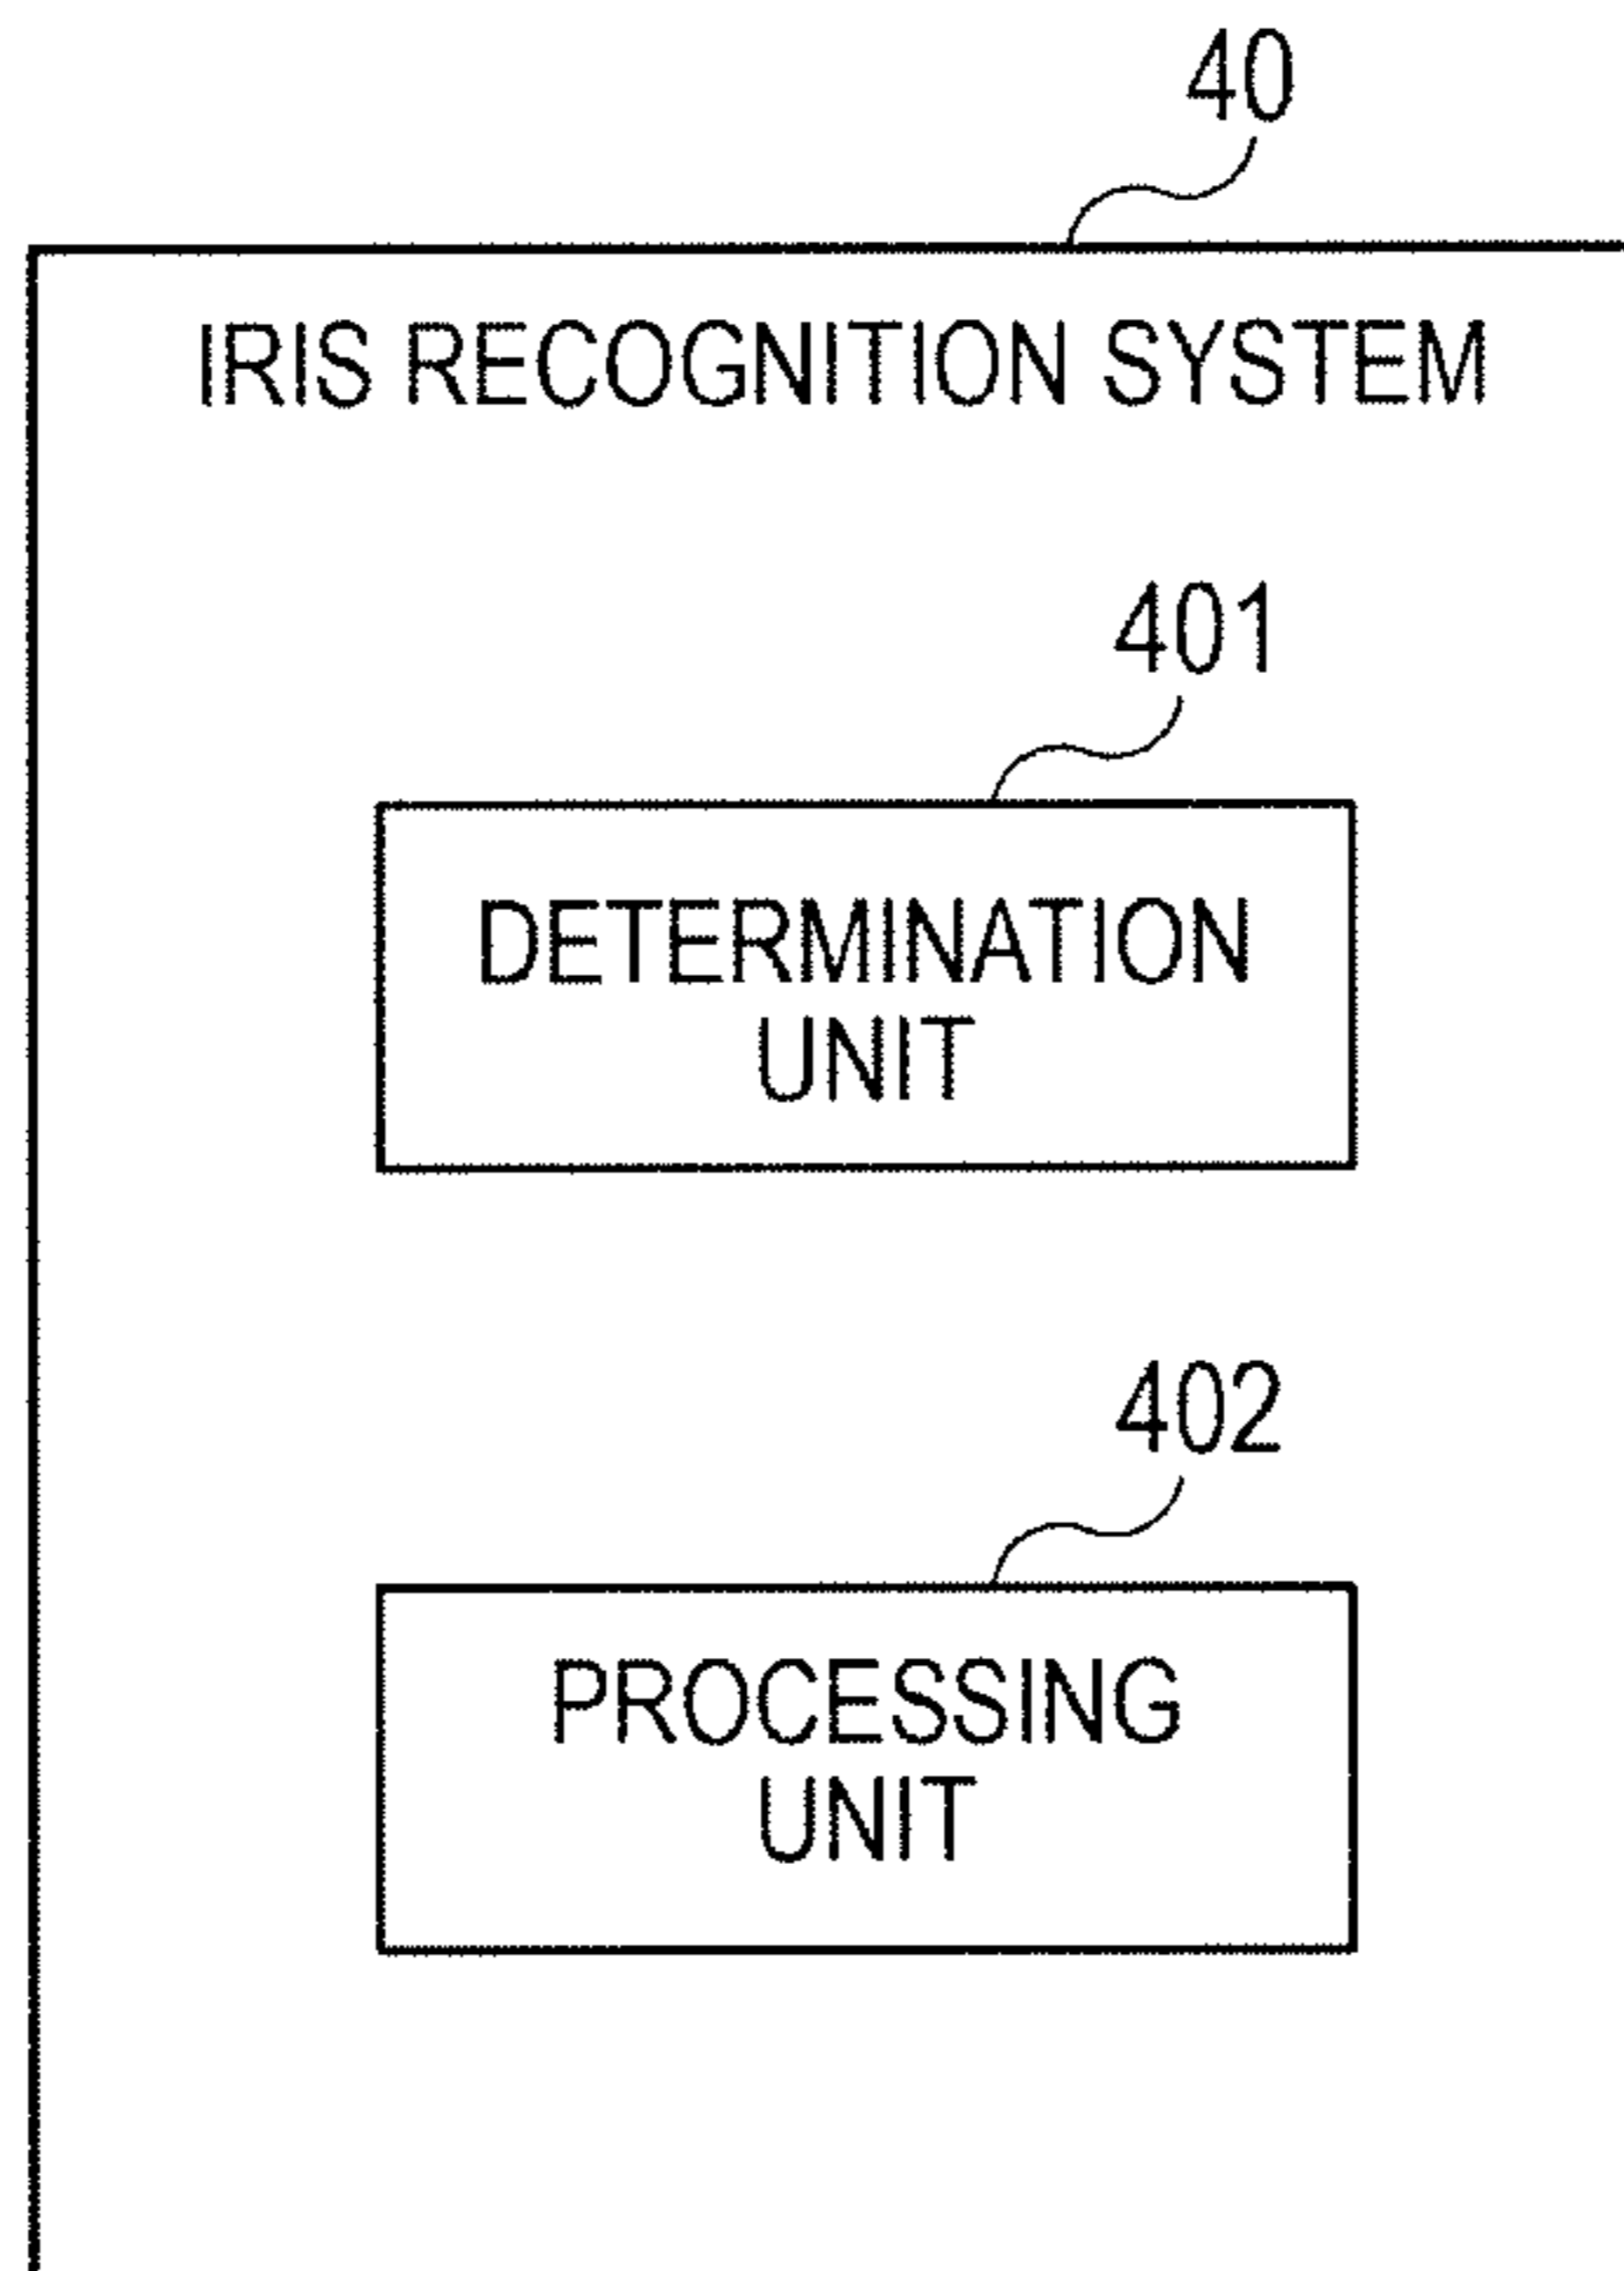 40
IRIS RECOGNITION SYSTEM
401
DETERMINATION
UNIT
402
PROCESSING
UNIT